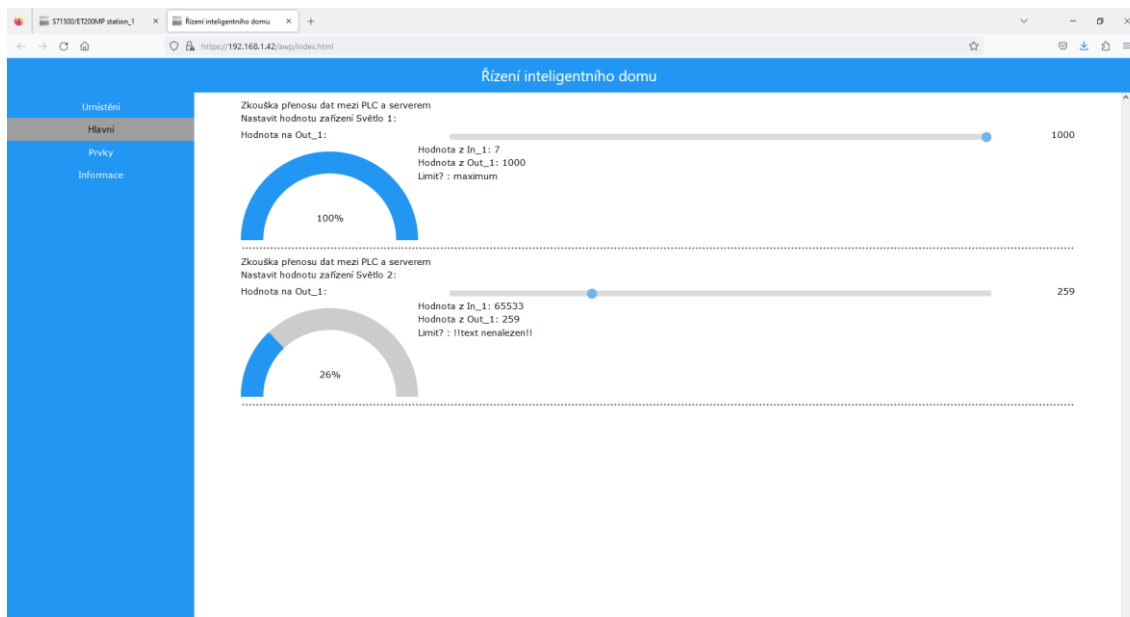 S71500/ET200MP station_1
Řízení inteligentního domu
https://192.168.1.42/awp/index.html
Řízení inteligentního domu
Umístění
Hlavní
Prvky
Informace
Zkouška přenosu dat mezi PLC a serverem
Nastavit hodnotu zařízení Světlo 1:
Hodnota na Out_1:
1000
Hodnota z In_1: 7
Hodnota z Out_1: 1000
Limit? : maximum
100%
Zkouška přenosu dat mezi PLC a serverem
Nastavit hodnotu zařízení Světlo 2:
Hodnota na Out_1:
259
Hodnota z In_1: 65533
Hodnota z Out_1: 259
Limit? : !!text nenalezen!!
26%